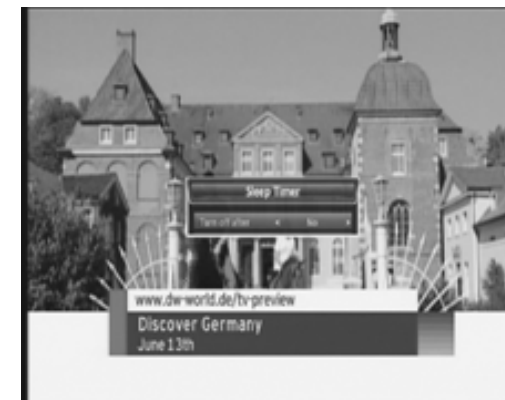 Sleep Timer
Turn off after No
www.dw-world.de/tv-preview
Discover Germany
June 13th